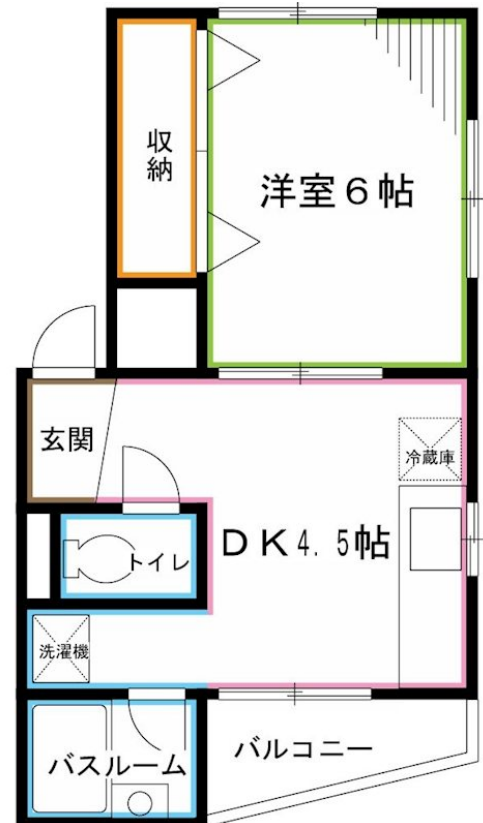 収納
洋室6帖
玄関
冷蔵庫
DK4.5帖
トイレ
洗濯機
バスルーム
バルコニー